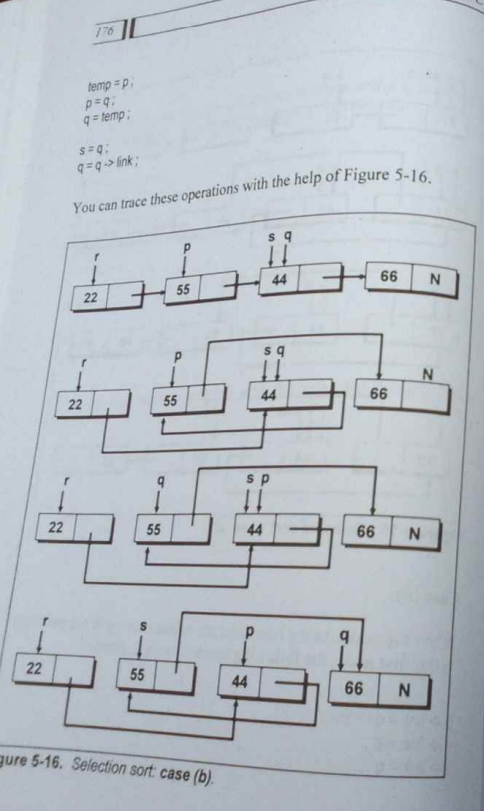 176
temp = p ;
p = q ;
q = temp ;
s = q ;
q = q -> link ;
You can trace these operations with the help of Figure 5-16.
r p s q
22 55 44 66 N
r p s q N
22 55 44 66
r q s p
22 55 44 66 N
r s p q
22 55 44 66 N
gure 5-16. Selection sort: case (b).